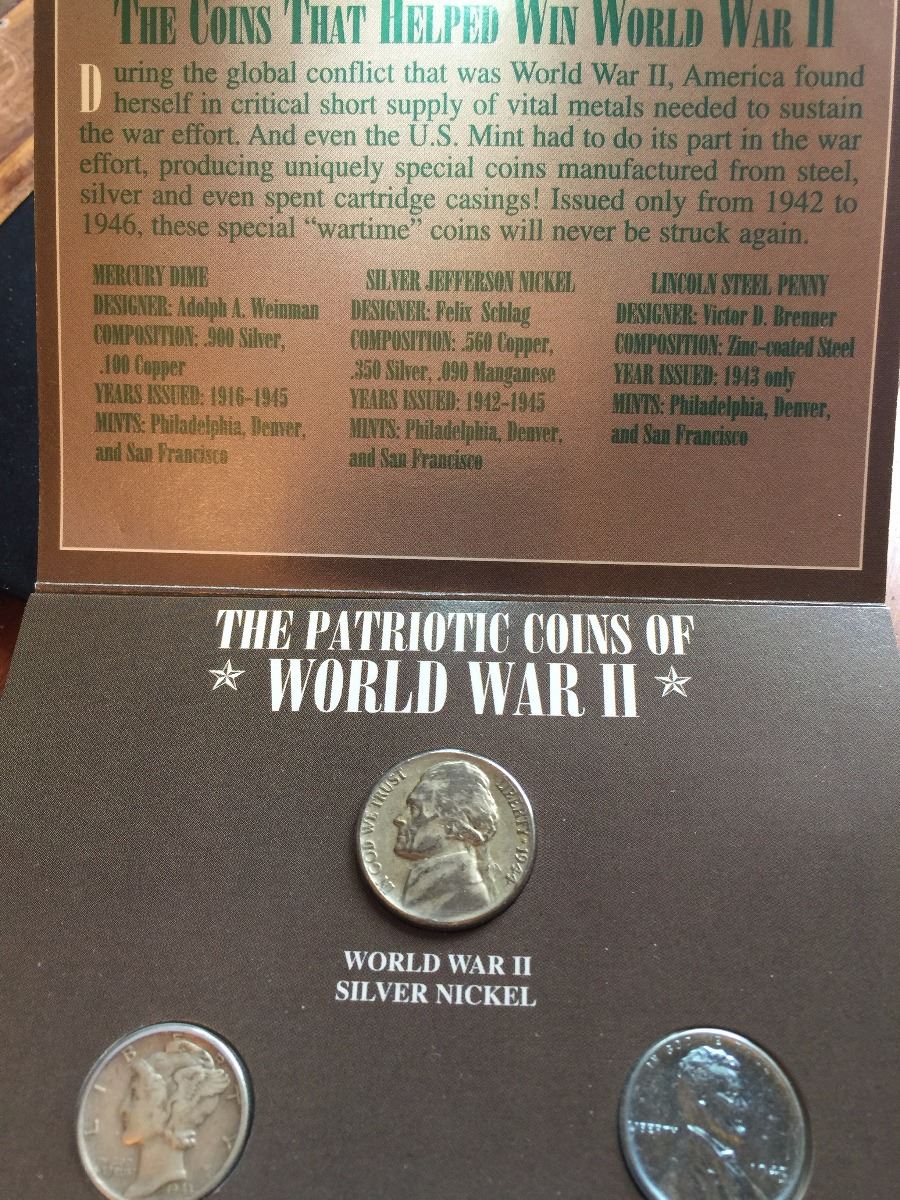 THE COINS THAT HELPED WIN WORLD WAR II
During the global conflict that was World War II, America found
herself in critical short supply of vital metals needed to sustain
the war effort. And even the U.S. Mint had to do its part in the war
effort, producing uniquely special coins manufactured from steel,
silver and even spent cartridge casings! Issued only from 1942 to
1946, these special “wartime” coins will never be struck again.
MERCURY DIME
DESIGNER: Adolph A. Weinman
COMPOSITION: .900 Silver,
.100 Copper
YEARS ISSUED: 1916-1945
MINTS: Philadelphia, Denver,
and San Francisco
SILVER JEFFERSON NICKEL
DESIGNER: Felix Schlag
COMPOSITION: .560 Copper,
.350 Silver, .090 Manganese
YEARS ISSUED: 1942-1945
MINTS: Philadelphia, Denver,
and San Francisco
LINCOLN STEEL PENNY
DESIGNER: Victor D. Brenner
COMPOSITION: Zinc-coated Steel
YEAR ISSUED: 1943 only
MINTS: Philadelphia, Denver,
and San Francisco
THE PATRIOTIC COINS OF
WORLD WAR II
IN GOD WE TRUST
LIBERTY 1944
WORLD WAR II
SILVER NICKEL
LIBERTY
IN GOD
LIBERTY